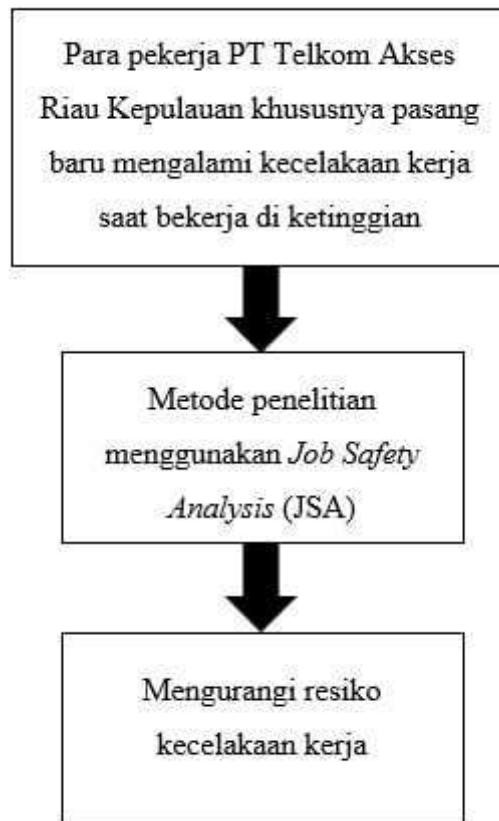 Para pekerja PT Telkom Akses
Riau Kepulauan khususnya pasang
baru mengalami kecelakaan kerja
saat bekerja di ketinggian
Metode penelitian
menggunakan Job Safety
Analysis (JSA)
Mengurangi resiko
kecelakaan kerja